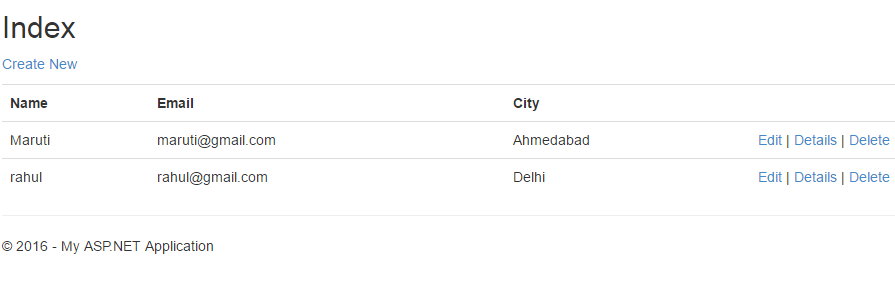 Index
Create New
Name Email City
Maruti maruti@gmail.com Ahmedabad Edit | Details | Delete
rahul rahul@gmail.com Delhi Edit | Details | Delete
© 2016 - My ASP.NET Application